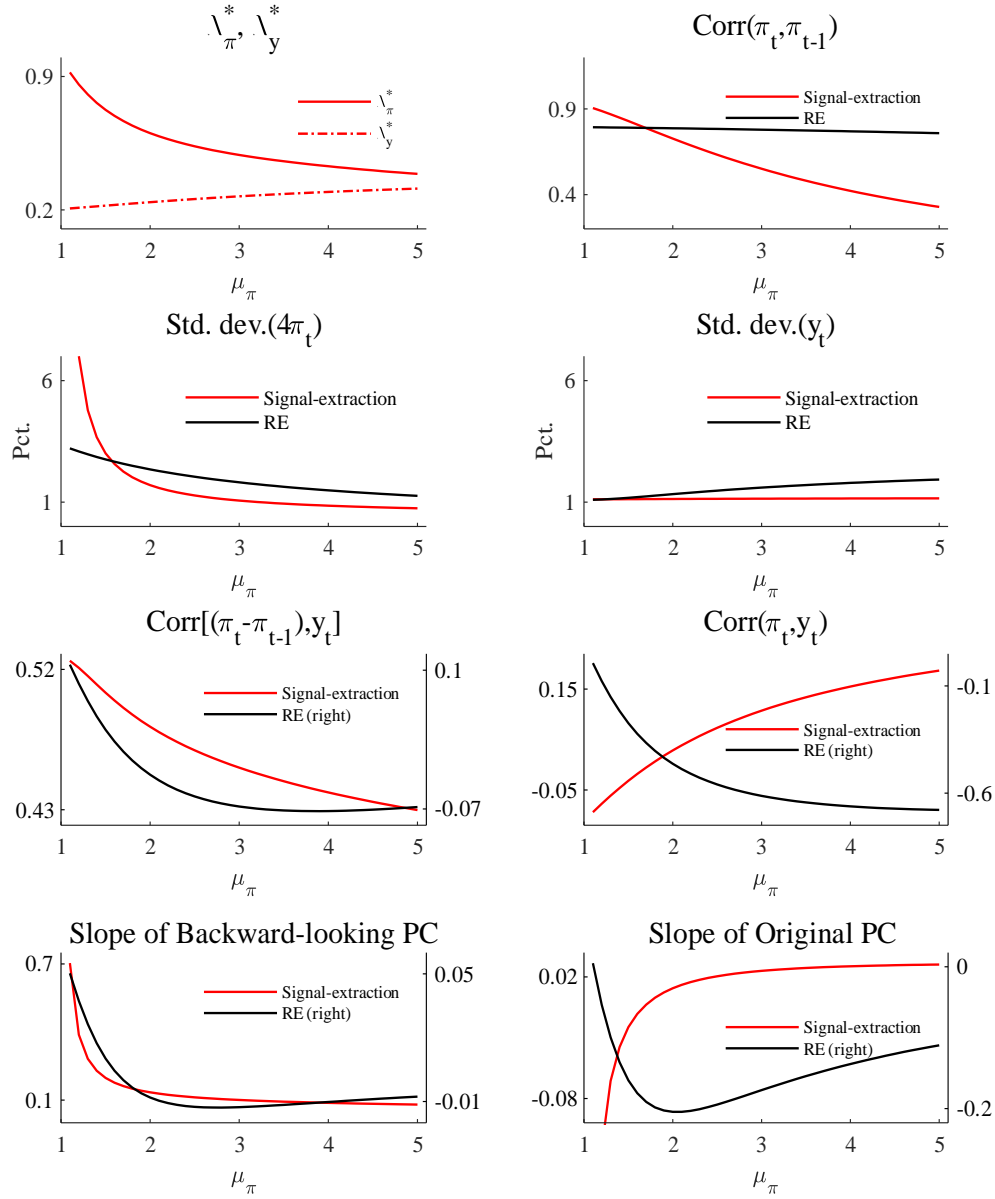 λ*π, λ*y
0.9
0.2
λ*π
λ*y
1 2 3 4 5
μπ
Corr(πt,πt-1)
0.9
0.4
Signal-extraction
RE
1 2 3 4 5
μπ
Std. dev.(4πt)
Pct.
6
1
Signal-extraction
RE
1 2 3 4 5
μπ
Std. dev.(yt)
Pct.
6
1
Signal-extraction
RE
1 2 3 4 5
μπ
Corr[(πt-πt-1),yt]
0.52
0.43
0.1
-0.07
Signal-extraction
RE (right)
1 2 3 4 5
μπ
Corr(πt,yt)
0.15
-0.05
-0.1
-0.6
Signal-extraction
RE (right)
1 2 3 4 5
μπ
Slope of Backward-looking PC
0.7
0.1
0.05
-0.01
Signal-extraction
RE (right)
1 2 3 4 5
μπ
Slope of Original PC
0.02
-0.08
0
-0.2
Signal-extraction
RE (right)
1 2 3 4 5
μπ